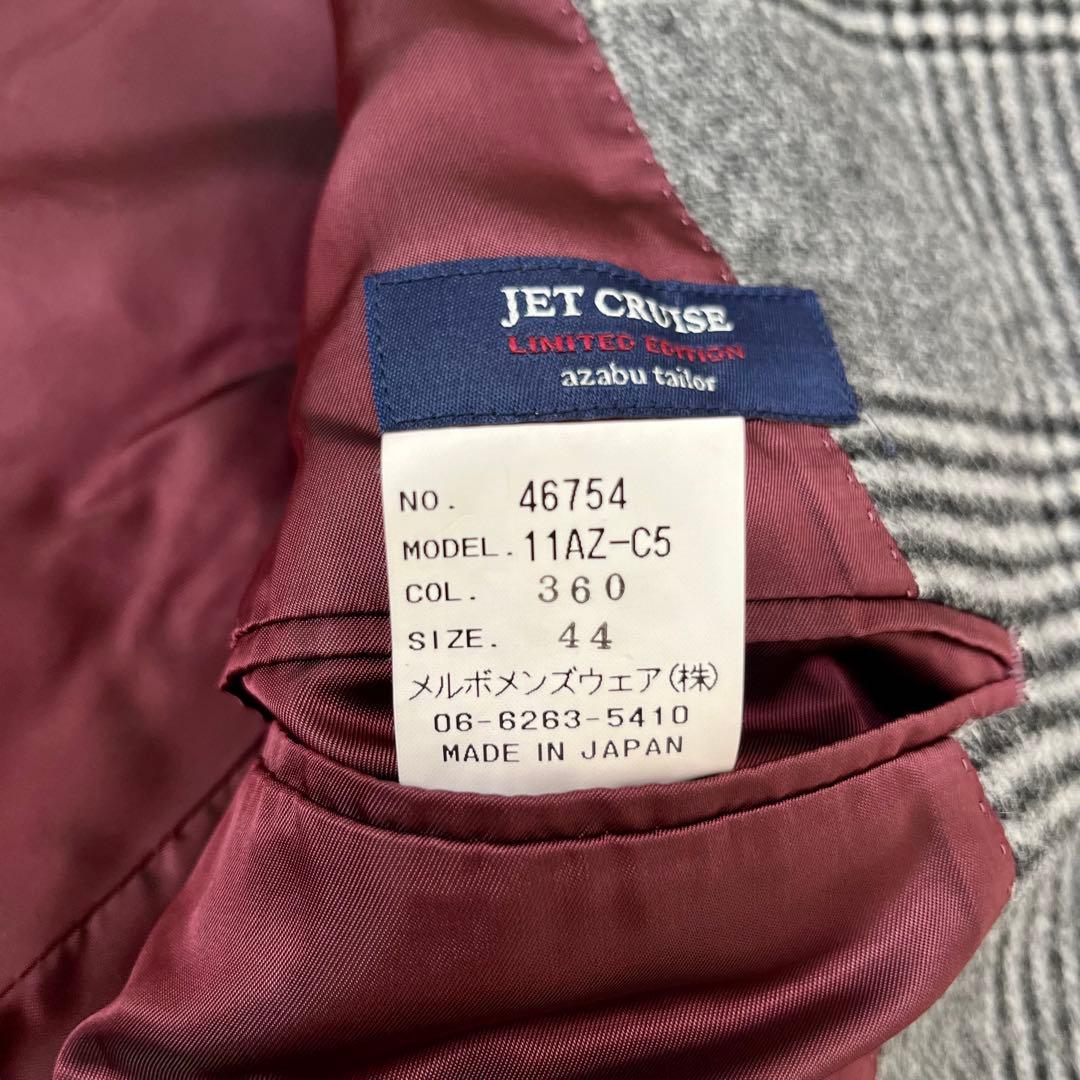 JET CRUISE
LIMITED EDITION
azabu tailor
NO. 46754
MODEL. 11AZ-C5
COL. 360
SIZE. 44
メルボメンズウェア(株)
06-6263-5410
MADE IN JAPAN